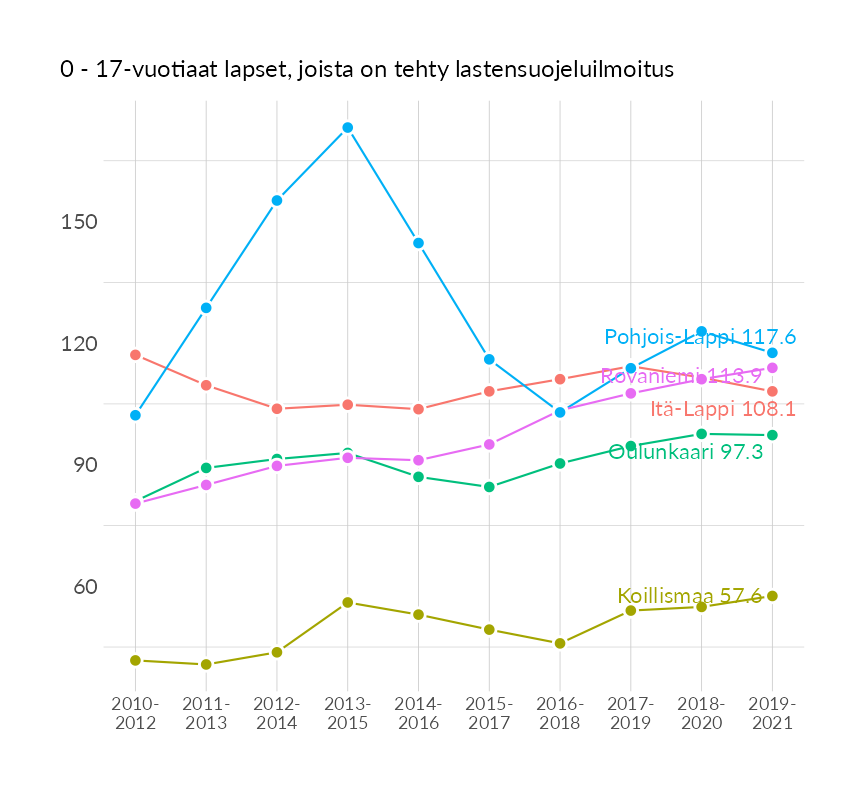 0 - 17-vuotiaat lapset, joista on tehty lastensuojeluilmoitus
150
120
90
60
Pohjois-Lappi 117.6
Rovaniemi 113.9
Itä-Lappi 108.1
Oulunkaari 97.3
Koillismaa 57.6
2010- 2011- 2012- 2013- 2014- 2015- 2016- 2017- 2018- 2019-
2012 2013 2014 2015 2016 2017 2018 2019 2020 2021